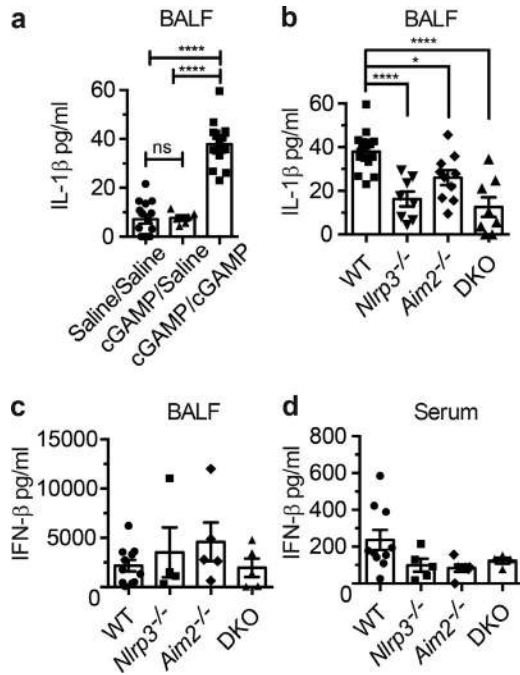 a
BALF
****
****
ns
IL-1β pg/ml
60
40
20
0
Saline/Saline
cGAMP/Saline
cGAMP/cGAMP
b
BALF
****
*
****
IL-1β pg/ml
60
40
20
0
WT
Nlrp3-/-
Aim2-/-
DKO
c
BALF
IFN-β pg/ml
15000
10000
5000
0
WT
Nlrp3-/-
Aim2-/-
DKO
d
Serum
IFN-β pg/ml
800
600
400
200
0
WT
Nlrp3-/-
Aim2-/-
DKO